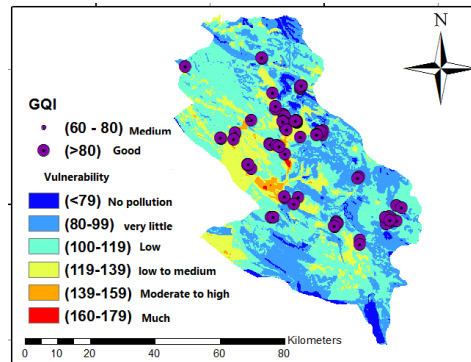 N
GQI
(60 - 80) Medium
(>80) Good
Vulnerability
(<79) No pollution
(80-99) very little
(100-119) Low
(119-139) low to medium
(139-159) Moderate to high
(160-179) Much
Kilometers
0 10 20 40 60 80